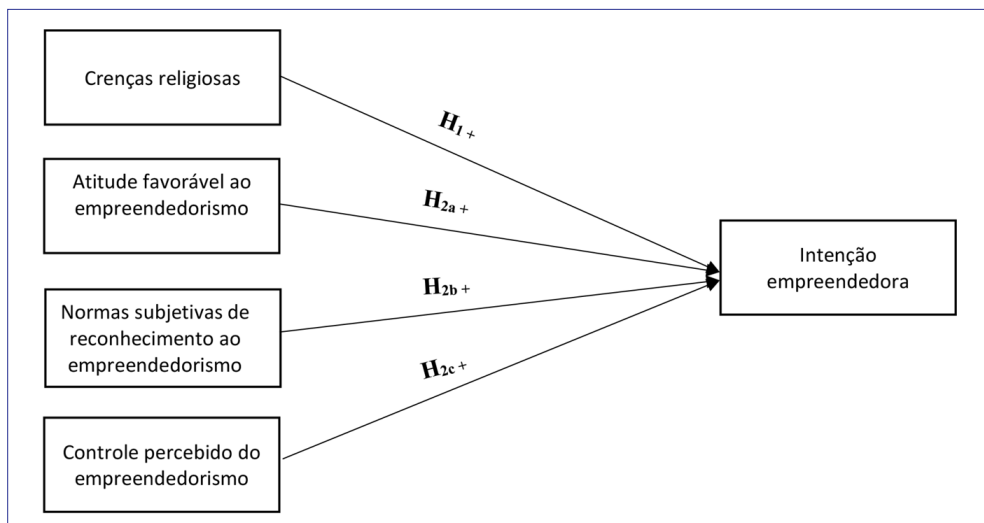 Crenças religiosas
H1 +
Atitude favorável ao
empreendedorismo
H2a +
Normas subjetivas de
reconhecimento ao
empreendedorismo
H2b +
Controle percebido do
empreendedorismo
H2c +
Intenção
empreendedora